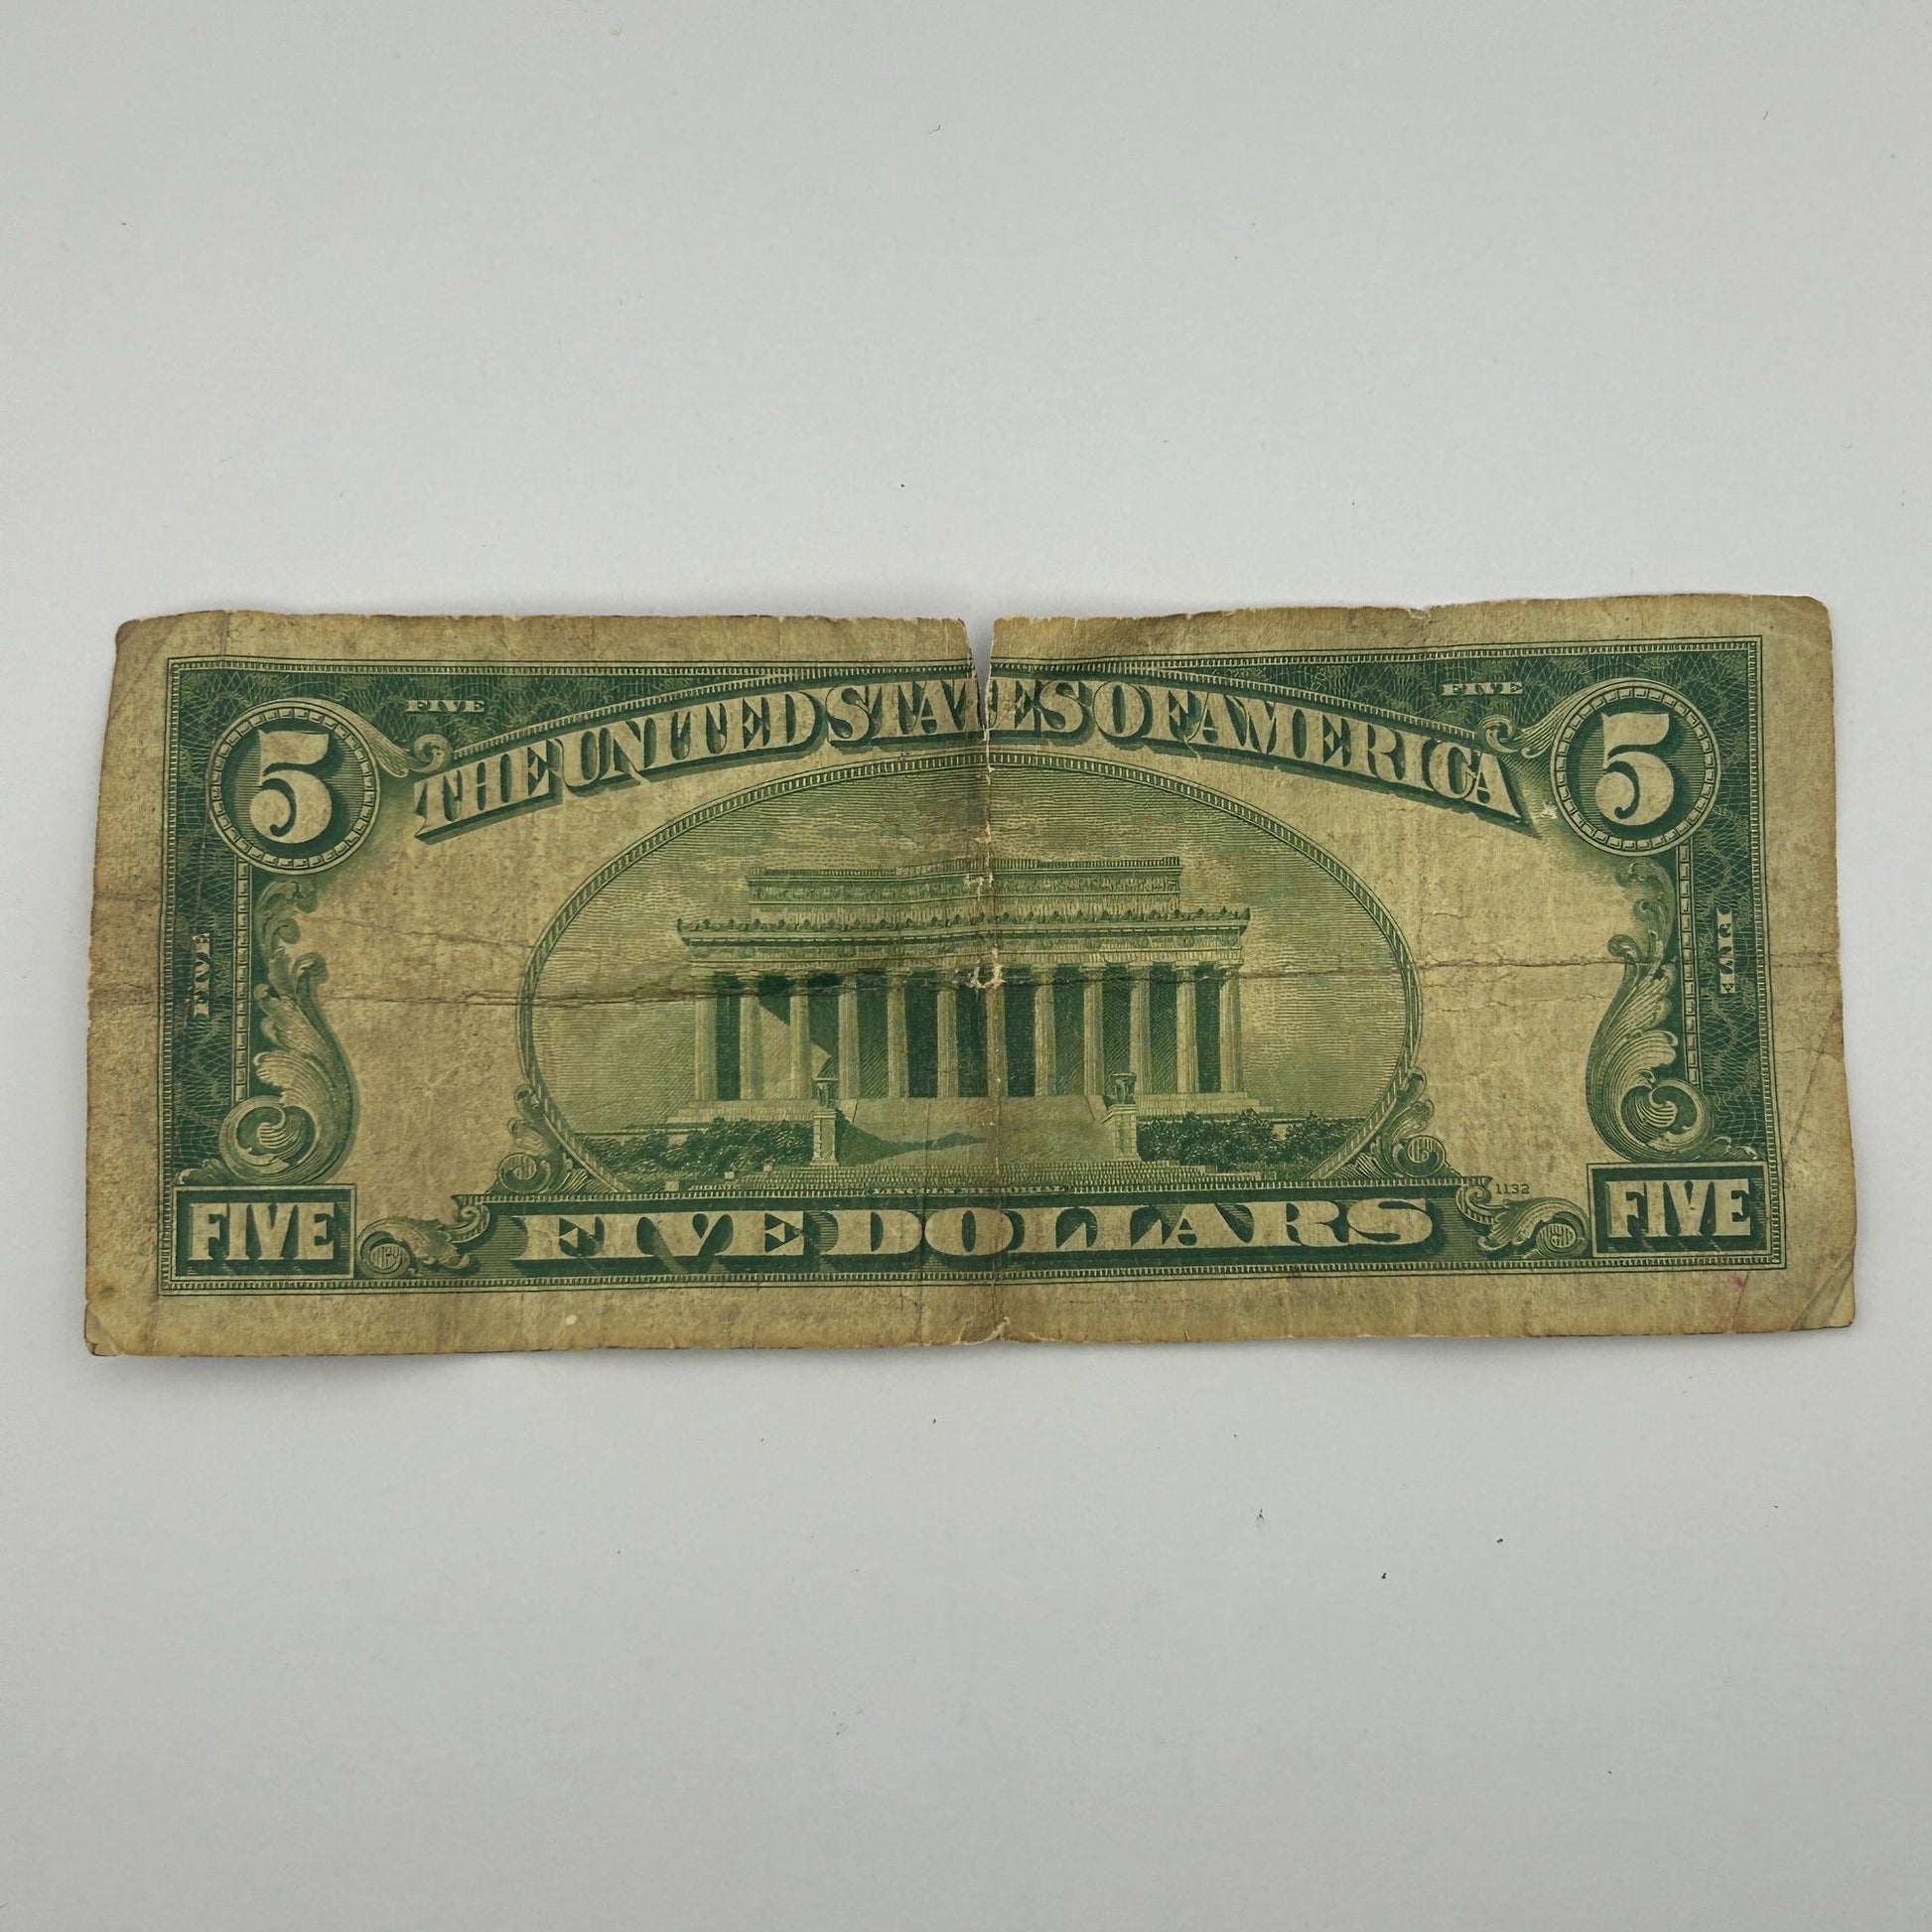 FIVE FIVE
5 THE UNITED STATES OF AMERICA 5
FIVE FIVE
LINCOLN MEMORIAL
1132
FIVE FIVE DOLLARS FIVE